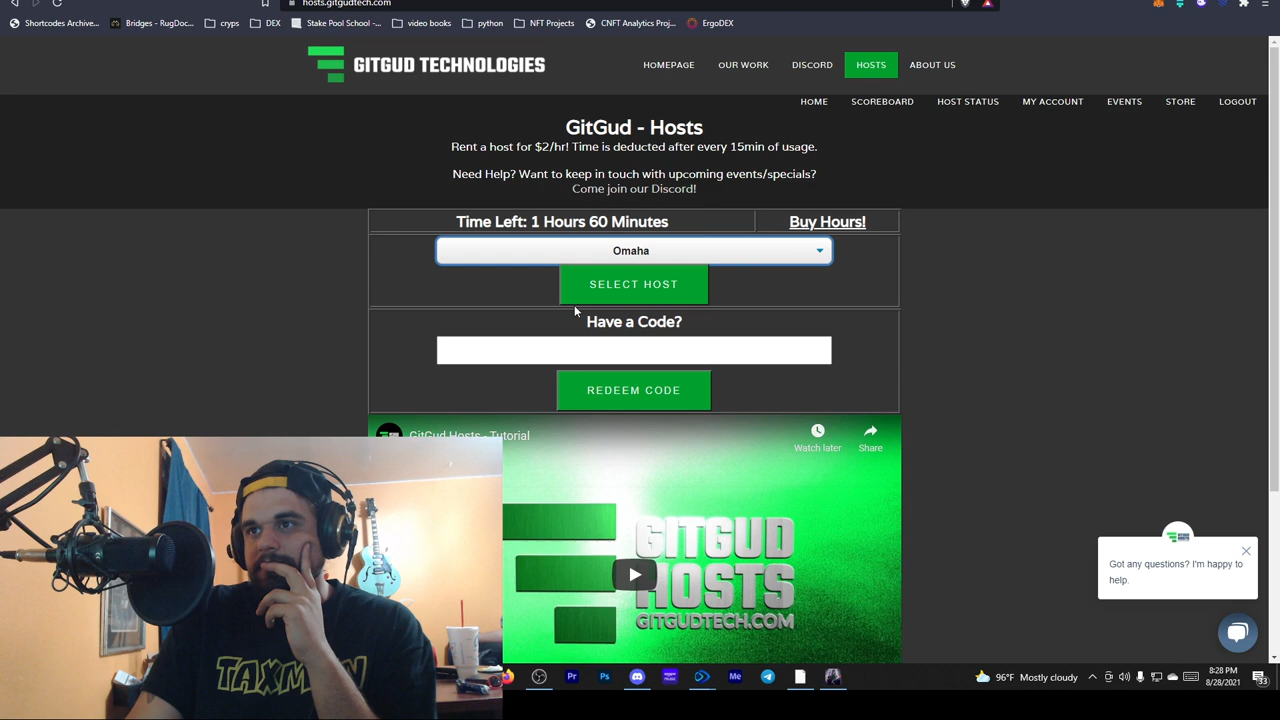 hosts.gitgudtech.com
Shortcodes Archive...
Bridges - RugDoc...
cryps
DEX
Stake Pool School -...
video books
python
NFT Projects
CNFT Analytics Proj...
ErgoDEX
GITGUD TECHNOLOGIES
HOMEPAGE
OUR WORK
DISCORD
HOSTS
ABOUT US
HOME
SCOREBOARD
HOST STATUS
MY ACCOUNT
EVENTS
STORE
LOGOUT
GitGud - Hosts
Rent a host for $2/hr! Time is deducted after every 15min of usage.
Need Help? Want to keep in touch with upcoming events/specials?
Come join our Discord!
Time Left: 1 Hours 60 Minutes
Buy Hours!
Omaha
SELECT HOST
Have a Code?
REDEEM CODE
GitGud Hosts - Tutorial
Watch later
Share
GITGUD
HOSTS
GITGUDTECH.COM
Got any questions? I'm happy to
help.
TAXMAN
Pr
Ps
Me
96°F Mostly cloudy
8:28 PM
8/28/2021
33